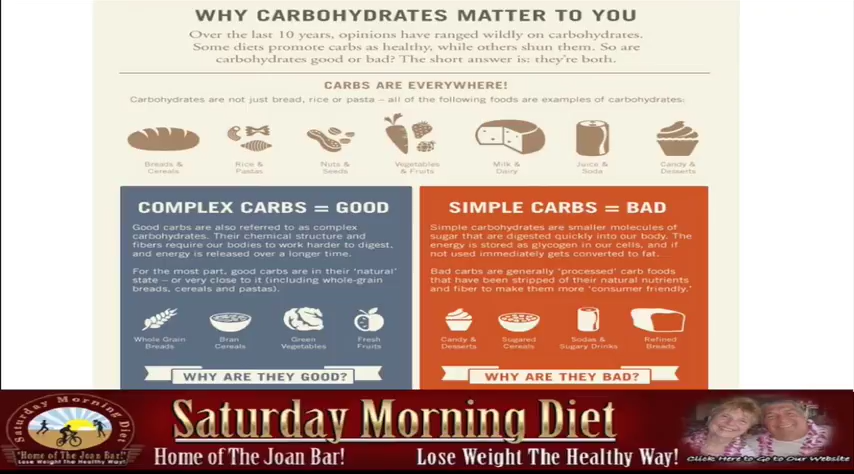 WHY CARBOHYDRATES MATTER TO YOU
Over the last 10 years, opinions have ranged wildly on carbohydrates.
Some diets promote carbs as healthy, while others shun them. So are
carbohydrates good or bad? The short answer is: they're both.
CARBS ARE EVERYWHERE!
Carbohydrates are not just bread, rice or pasta – all of the following foods are examples of carbohydrates:
Breads &
Cereals
Rice &
Pastas
Nuts &
Seeds
Vegetables
& Fruits
Milk &
Dairy
Juice &
Soda
Candy &
Desserts
COMPLEX CARBS = GOOD
Good carbs are also referred to as complex
carbohydrates. Their chemical structure and
fibers require our bodies to work harder to digest,
and energy is released over a longer time.
For the most part, good carbs are in their 'natural'
state – or very close to it (including whole-grain
breads, cereals and pastas).
Whole Grain
Breads
Bran
Cereals
Green
Vegetables
Fresh
Fruits
WHY ARE THEY GOOD?
SIMPLE CARBS = BAD
Simple carbohydrates are smaller molecules of
sugar that are digested quickly into our body. The
energy is stored as glycogen in our cells, and if
not used immediately gets converted to fat.
Bad carbs are generally 'processed' carb foods
that have been stripped of their natural nutrients
and fiber to make them more 'consumer friendly.'
Candy &
Desserts
Sugared
Cereals
Sodas &
Sugary Drinks
Refined
Breads
WHY ARE THEY BAD?
Saturday Morning Diet
"Home of The Joan Bar!"
Lose Weight The Healthy Way!
Saturday Morning Diet
Home of The Joan Bar!
Lose Weight The Healthy Way!
Click Here to Go to Our Website